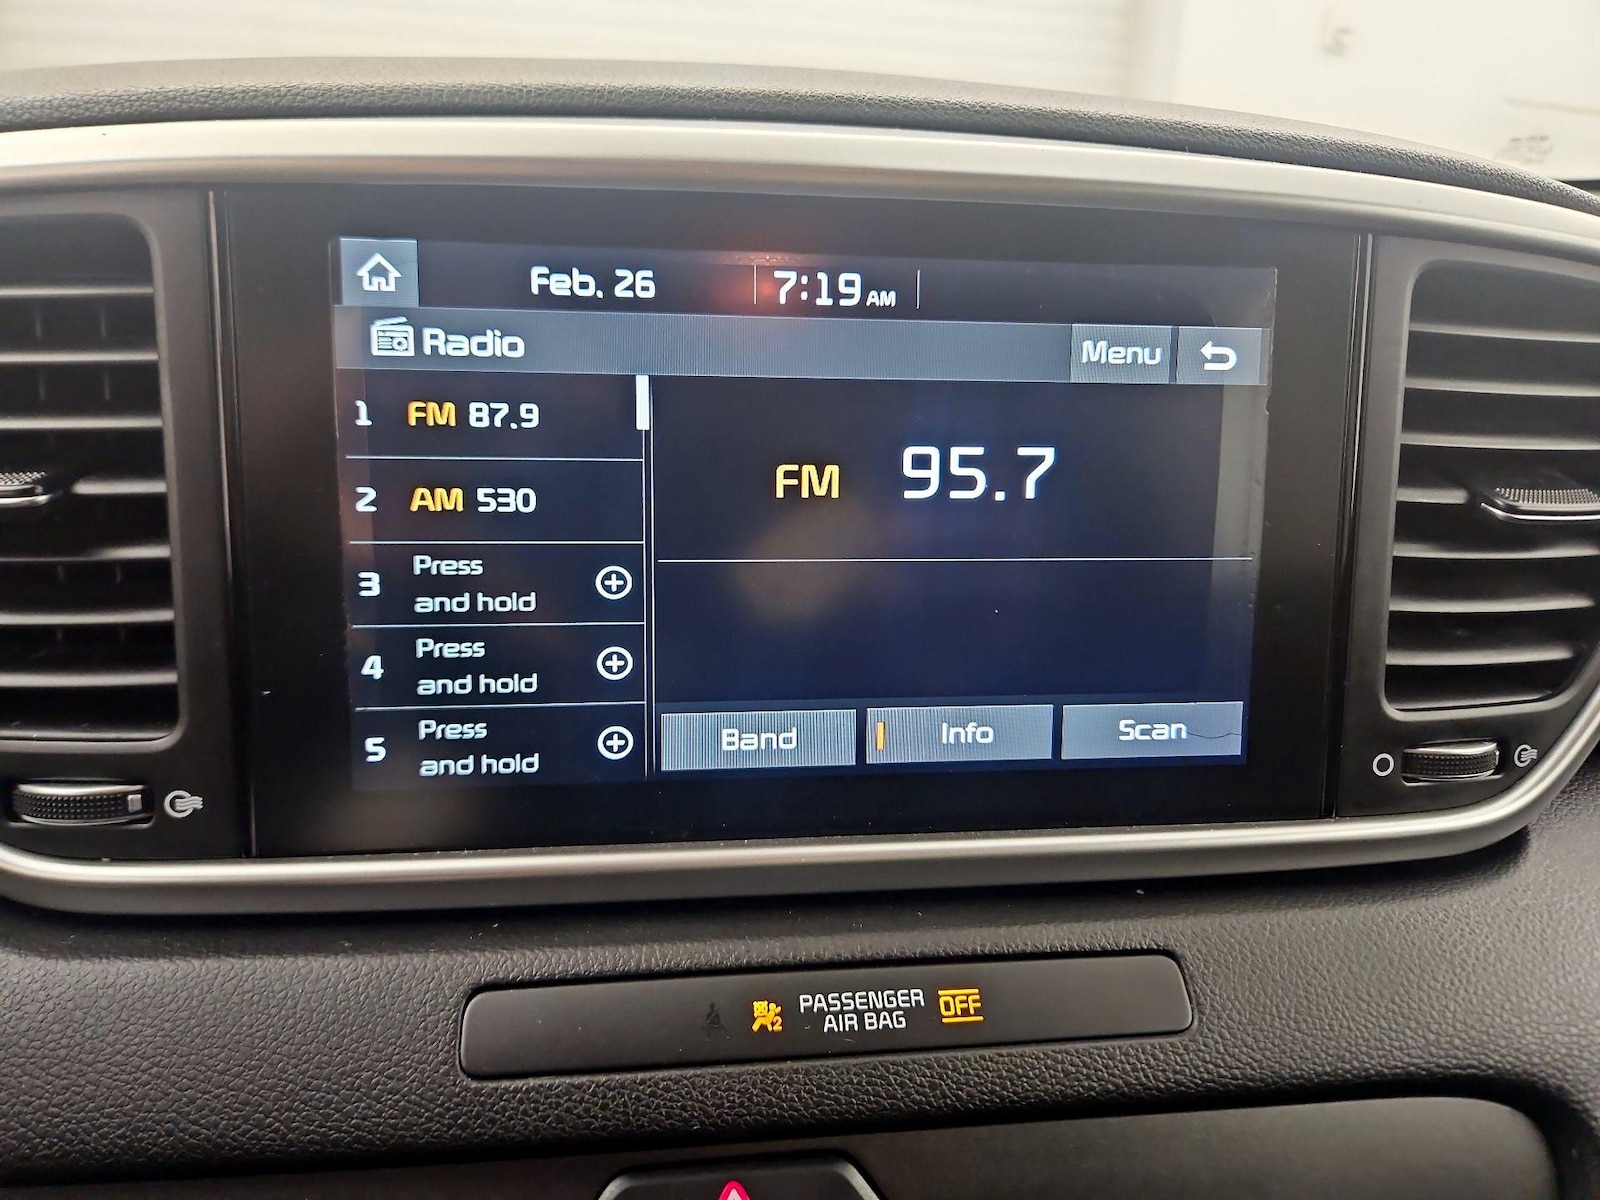 Feb. 26 7:19 AM
Radio Menu
1 FM 87.9
2 AM 530
3 Press
and hold
4 Press
and hold
5 Press
and hold
FM 95.7
Band Info Scan
PASSENGER
AIR BAG OFF